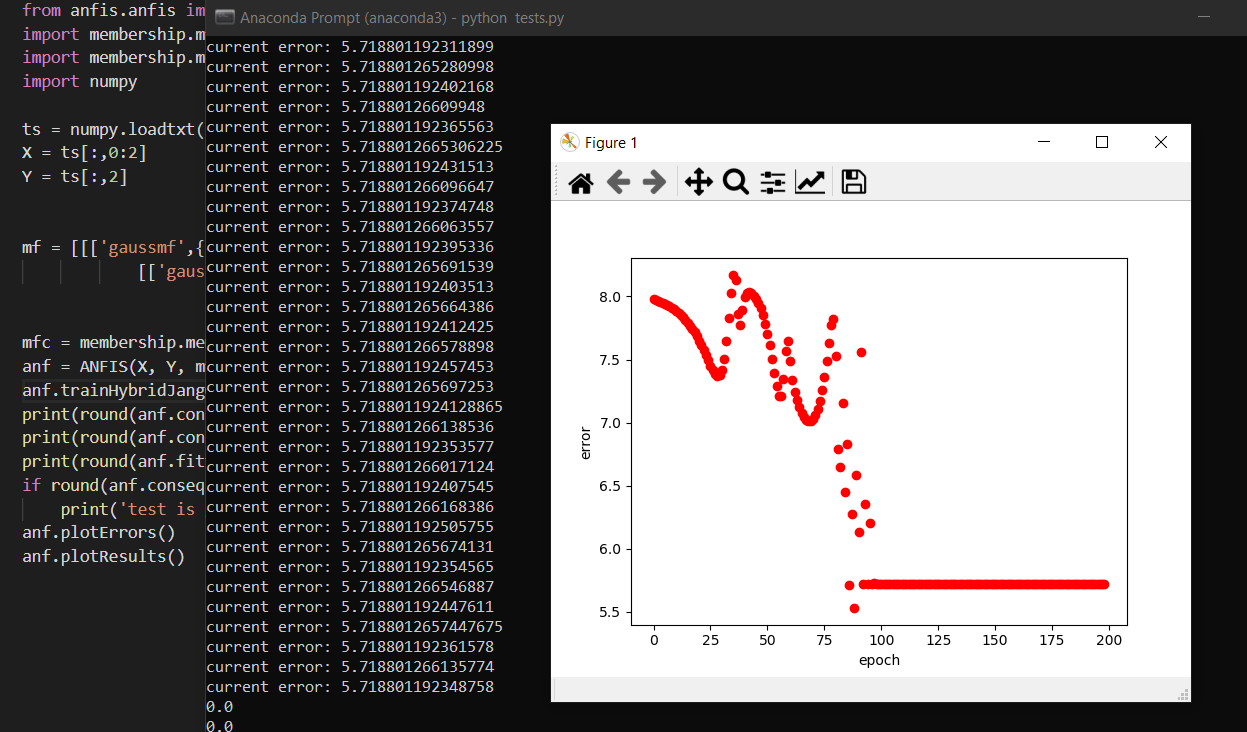 from anfis.anfis im
import membership.m
import membership.m
import numpy
ts = numpy.loadtxt(
X = ts[:,0:2]
Y = ts[:,2]
mf = [[['gaussmf',{
[['gaus
mfc = membership.me
anf = ANFIS(X, Y, m
anf.trainHybridJang
print(round(anf.con
print(round(anf.con
print(round(anf.fit
if round(anf.conseq
print('test is
anf.plotErrors()
anf.plotResults()
Anaconda Prompt (anaconda3) - python tests.py
current error: 5.718801192311899
current error: 5.718801265280998
current error: 5.718801192402168
current error: 5.718801266609948
current error: 5.718801192365563
current error: 5.7188012665306225
current error: 5.718801192431513
current error: 5.718801266096647
current error: 5.718801192374748
current error: 5.718801266063557
current error: 5.718801192395336
current error: 5.718801265691539
current error: 5.718801192403513
current error: 5.718801265664386
current error: 5.718801192412425
current error: 5.718801266578898
current error: 5.718801192457453
current error: 5.718801265697253
current error: 5.7188011924128865
current error: 5.718801266138536
current error: 5.718801192353577
current error: 5.718801266017124
current error: 5.718801192407545
current error: 5.718801266168386
current error: 5.718801192505755
current error: 5.718801265674131
current error: 5.718801192354565
current error: 5.718801266546887
current error: 5.718801192447611
current error: 5.7188012657447675
current error: 5.718801192361578
current error: 5.718801266135774
current error: 5.718801192348758
0.0
0.0
Figure 1
8.0
7.5
7.0
6.5
6.0
5.5
error
0 25 50 75 100 125 150 175 200
epoch